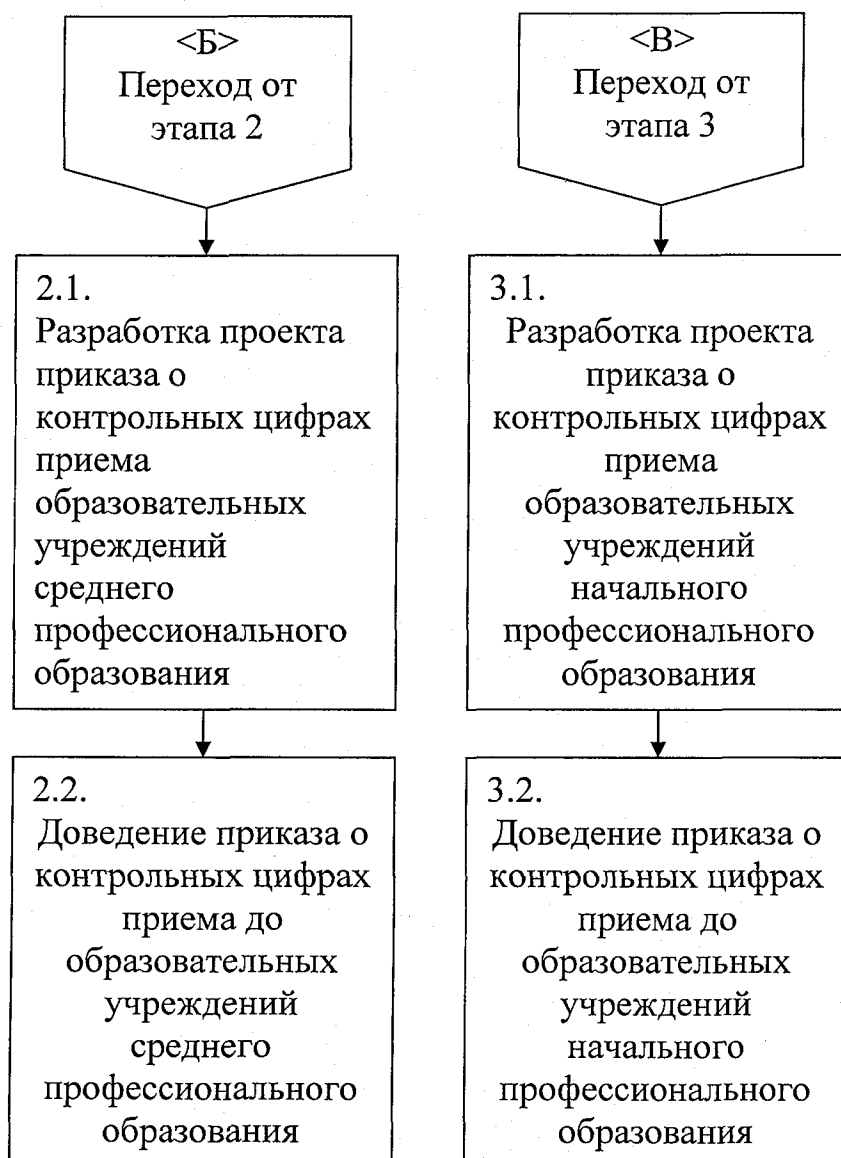 <Б>
Переход от
этапа 2
2.1.
Разработка проекта
приказа о
контрольных цифрах
приема
образовательных
учреждений
среднего
профессионального
образования
2.2.
Доведение приказа о
контрольных цифрах
приема до
образовательных
учреждений
среднего
профессионального
образования
<В>
Переход от
этапа 3
3.1.
Разработка проекта
приказа о
контрольных цифрах
приема
образовательных
учреждений
начального
профессионального
образования
3.2.
Доведение приказа о
контрольных цифрах
приема до
образовательных
учреждений
начального
профессионального
образования